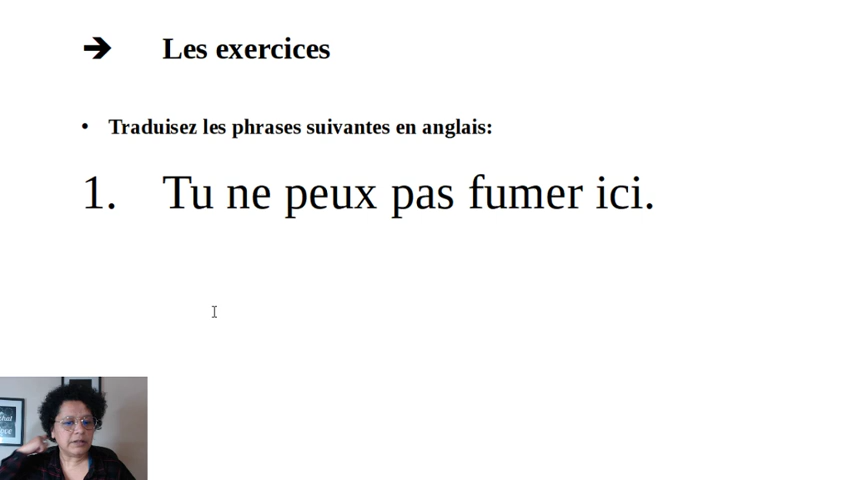 ➔ Les exercices
• Traduisez les phrases suivantes en anglais:
1. Tu ne peux pas fumer ici.